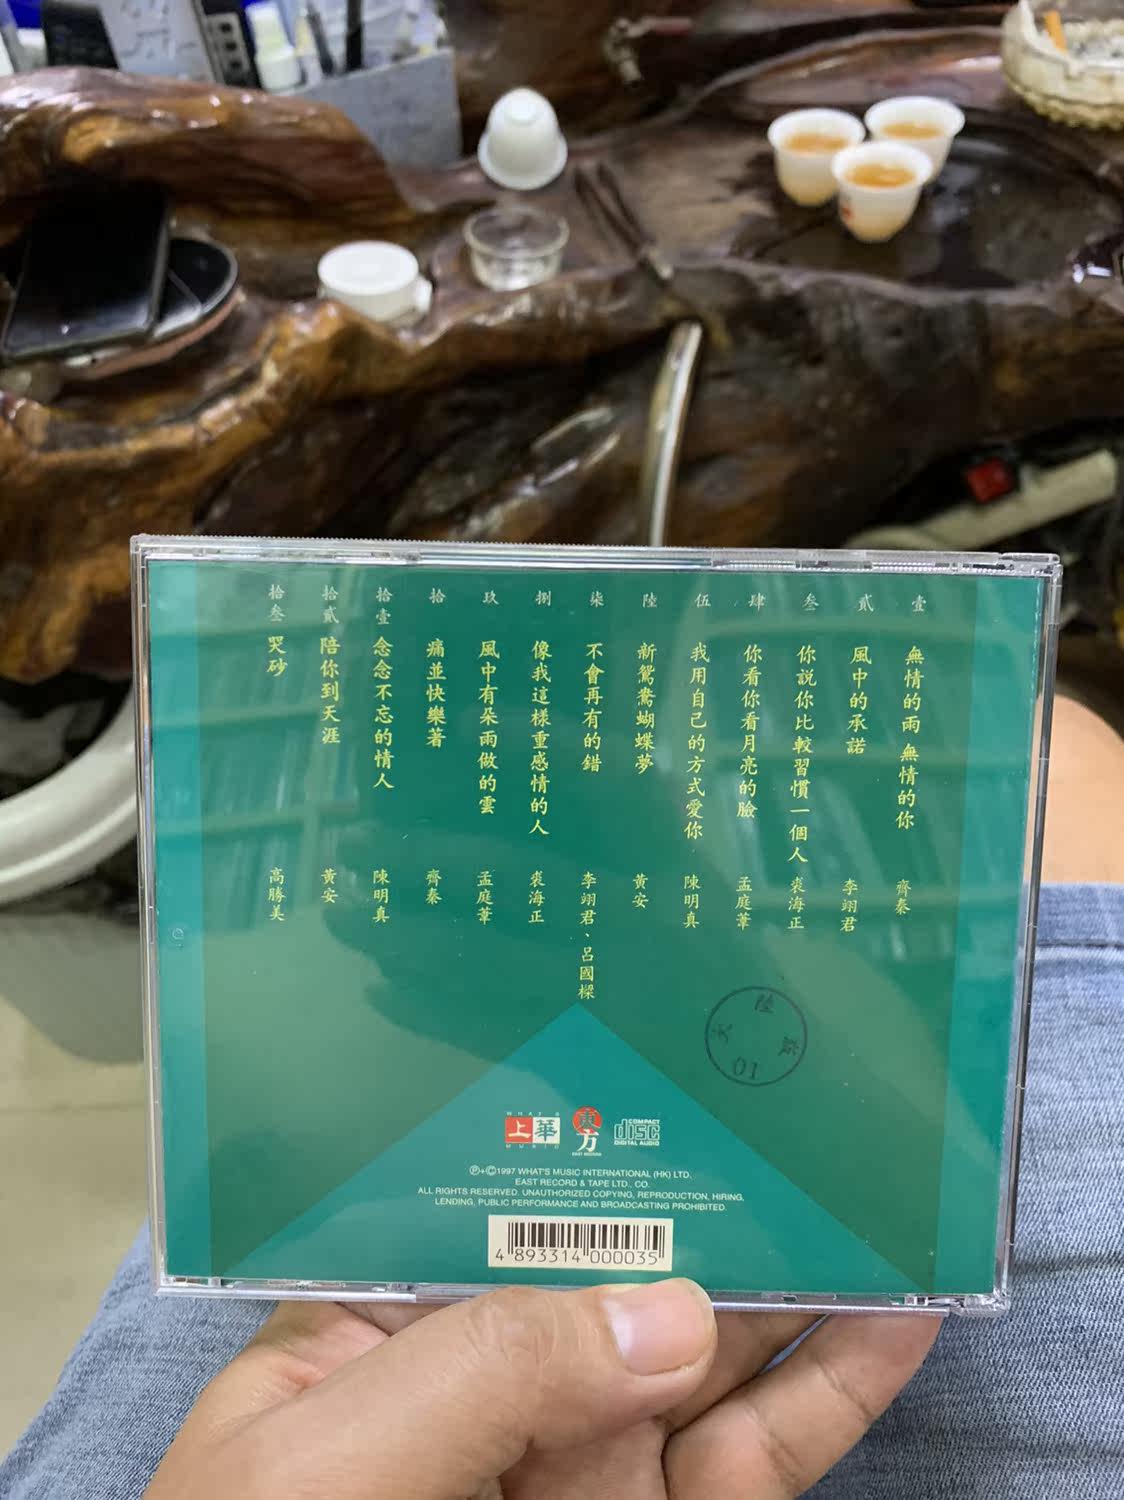 壹 無情的雨 無情的你 齊秦
貳 風中的承諾 李翊君
叁 你說你比較習慣一個人 裘海正
肆 你看你看月亮的臉 孟庭葦
伍 我用自己的方式愛你 陳明真
陸 新鴛鴦蝴蝶夢 黃安
柒 不會再有的錯 李翊君、呂國樑
捌 像我這樣重感情的人 裘海正
玖 風中有朵雨做的雲 孟庭葦
拾 痛並快樂著 齊秦
拾壹 念念不忘的情人 陳明真
拾貳 陪你到天涯 黃安
拾叁 哭砂 高勝美
陸
01
WHAT'S
上華
MUSIC
東方
EAST RECORD
COMPACT
disc
DIGITAL AUDIO
℗+©1997 WHAT'S MUSIC INTERNATIONAL (HK) LTD.
EAST RECORD & TAPE LTD., CO.
ALL RIGHTS RESERVED. UNAUTHORIZED COPYING, REPRODUCTION, HIRING,
LENDING, PUBLIC PERFORMANCE AND BROADCASTING PROHIBITED.
4 893314 000035